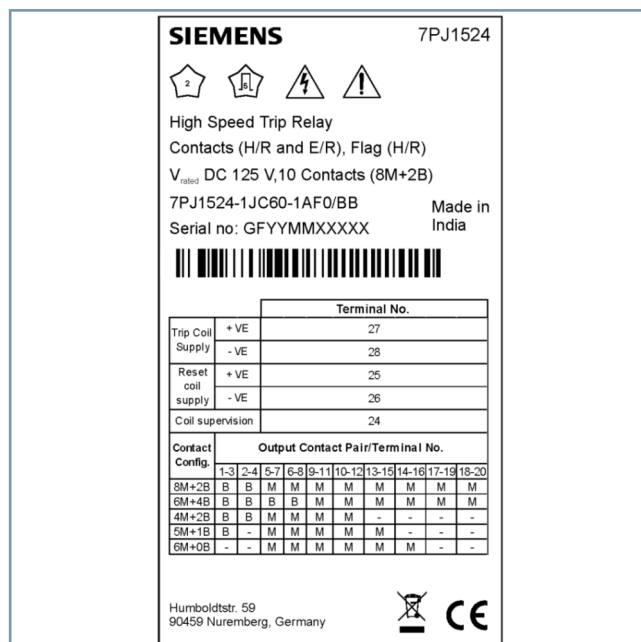 SIEMENS 7PJ1524
2 5
High Speed Trip Relay
Contacts (H/R and E/R), Flag (H/R)
Vrated DC 125 V,10 Contacts (8M+2B)
7PJ1524-1JC60-1AF0/BB
Made in
India
Serial no: GFYYMMXXXXX
Terminal No.
Trip Coil Supply + VE 27
- VE 28
Reset coil supply + VE 25
- VE 26
Coil supervision 24
Contact Config. Output Contact Pair/Terminal No.
1-3 2-4 5-7 6-8 9-11 10-12 13-15 14-16 17-19 18-20
8M+2B B B M M M M M M M M
6M+4B B B B B M M M M M M
4M+2B B B M M M M - - - -
5M+1B B - M M M M M - - -
6M+0B - - M M M M M M - -
Humboldtstr. 59
90459 Nuremberg, Germany
CE